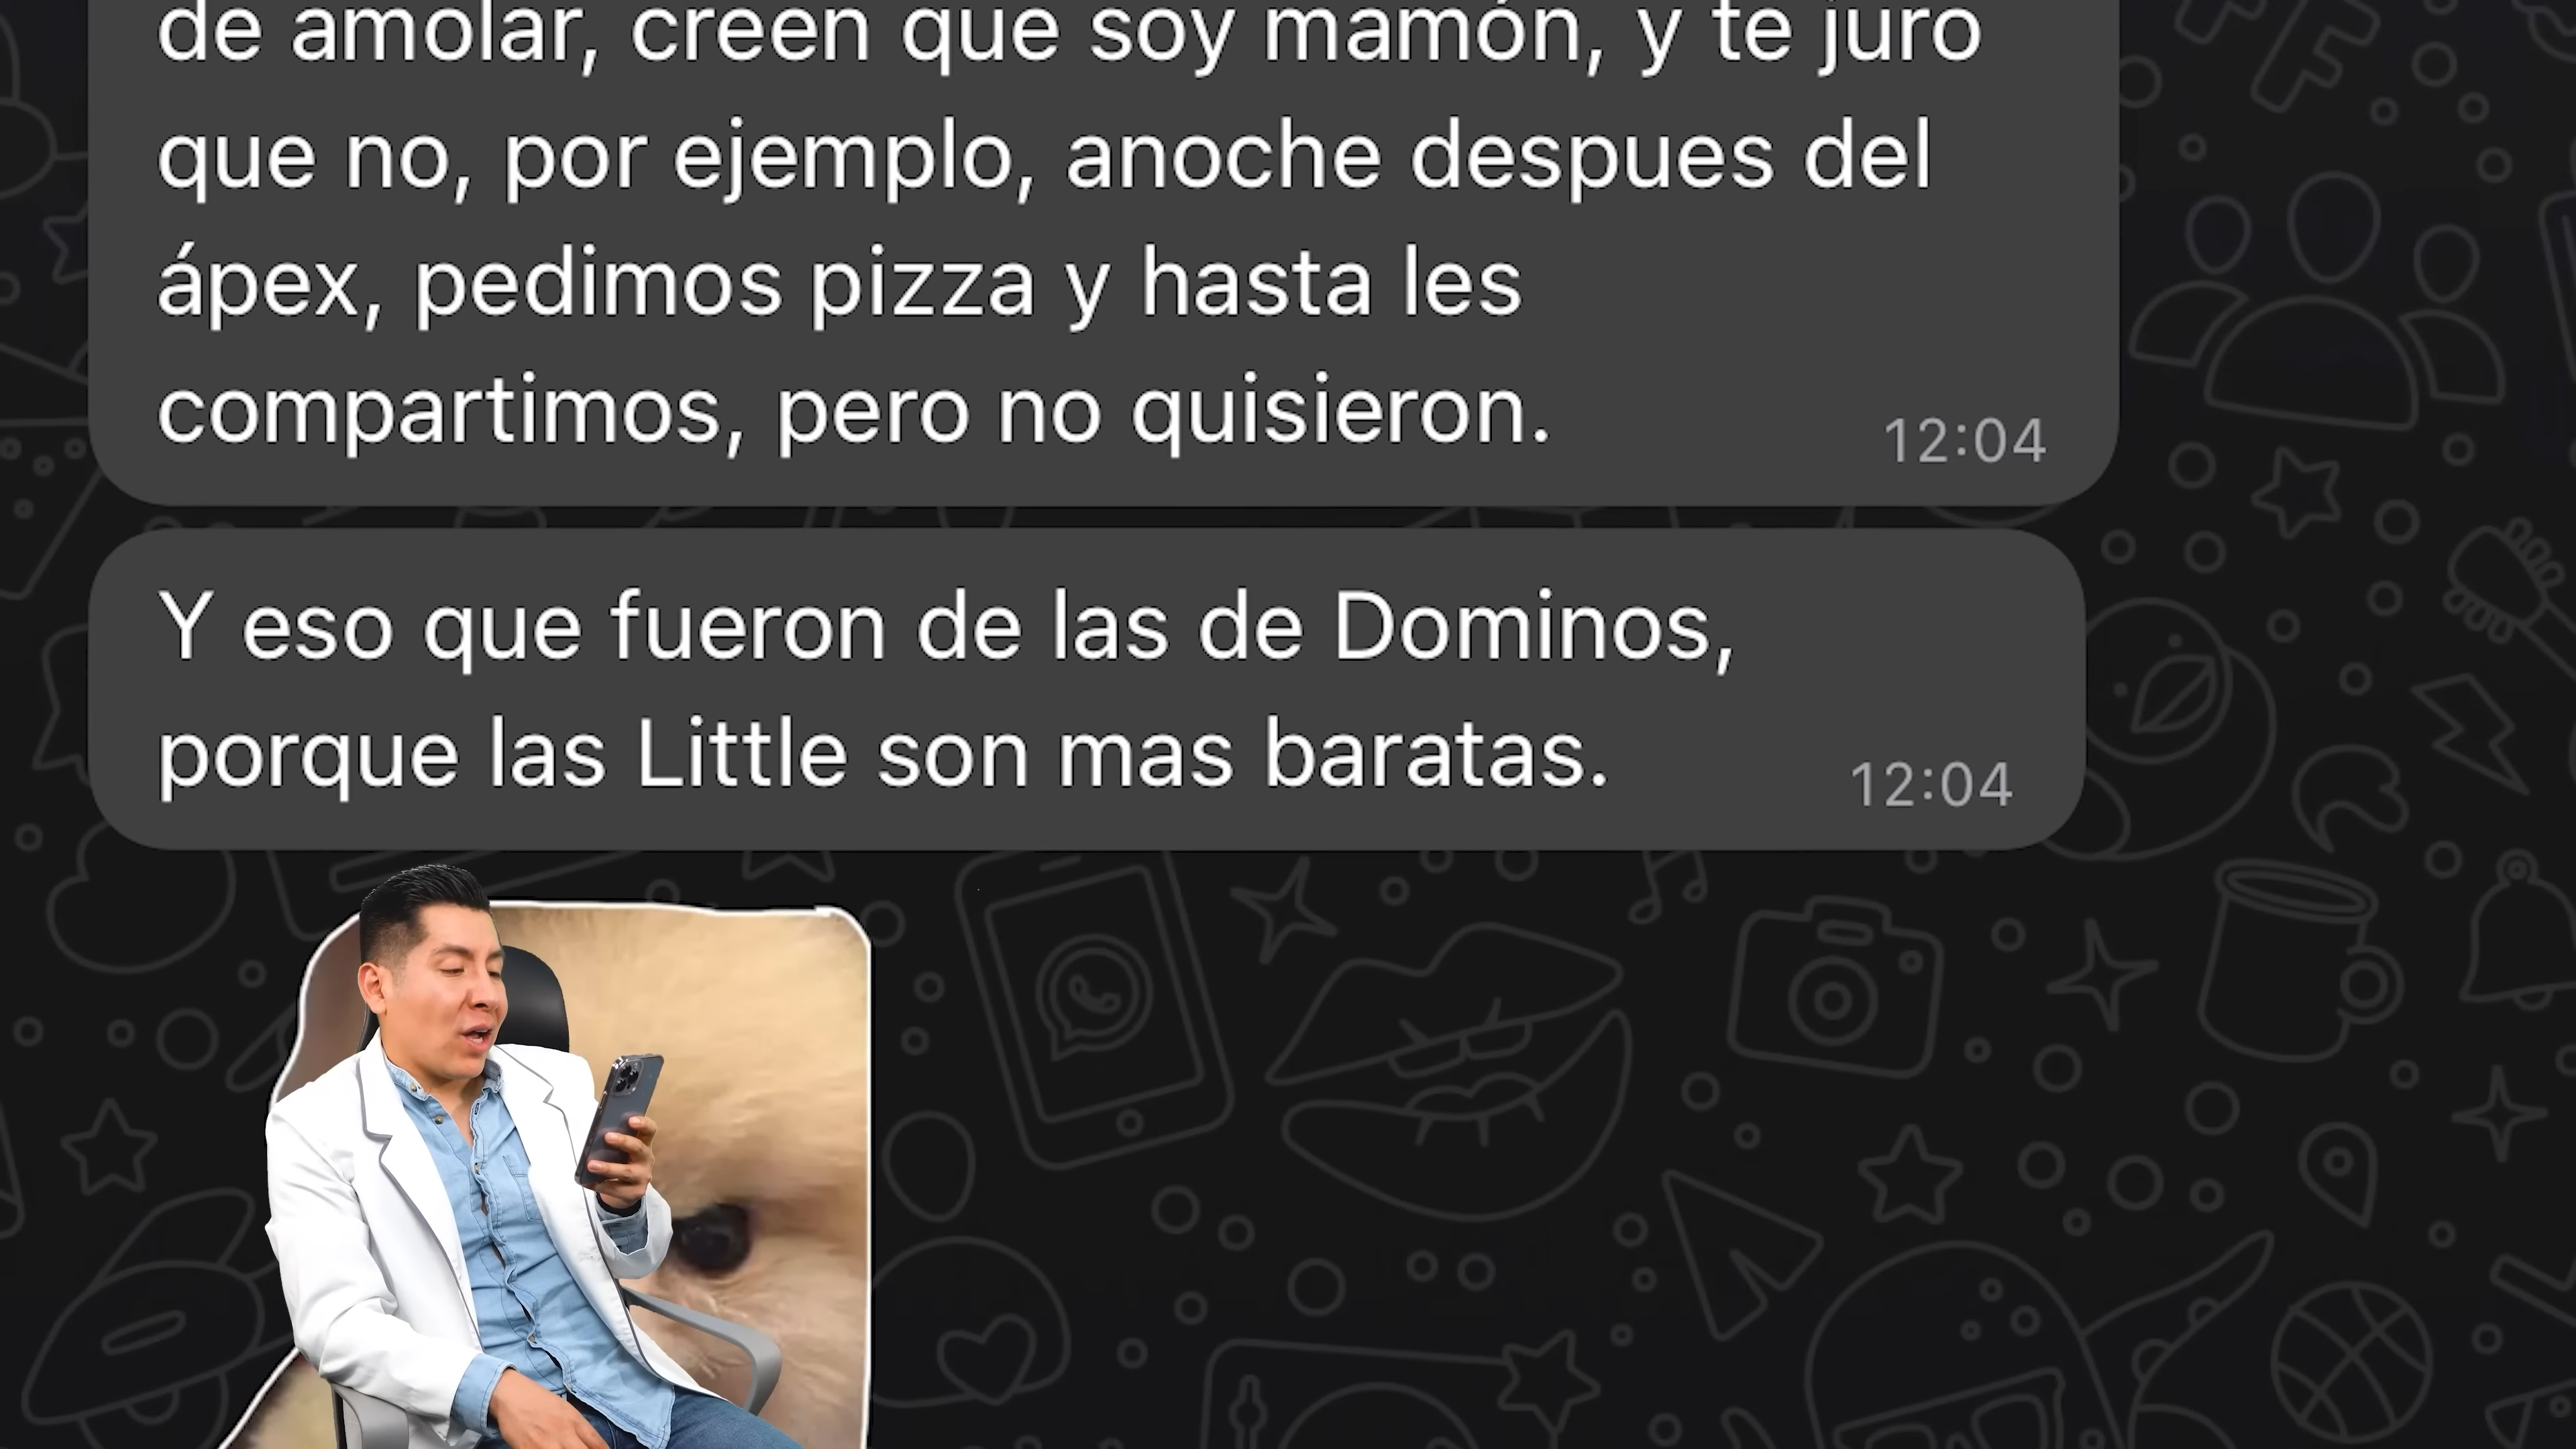 de amolar, creen que soy mamón, y te juro
que no, por ejemplo, anoche despues del
ápex, pedimos pizza y hasta les
compartimos, pero no quisieron.
12:04
Y eso que fueron de las de Dominos,
porque las Little son mas baratas.
12:04